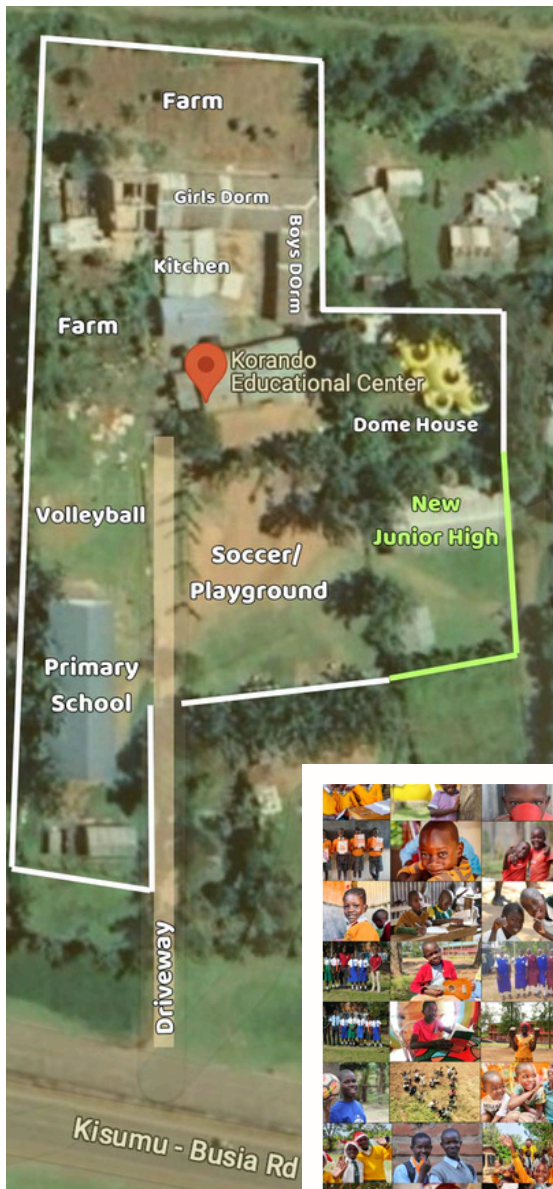 Farm
Girls Dorm
Boys DOrm
Kitchen
Farm
Korando
Educational Center
Dome House
New
Junior High
Volleyball
Soccer/
Playground
Primary
School
Driveway
Kisumu - Busia Rd